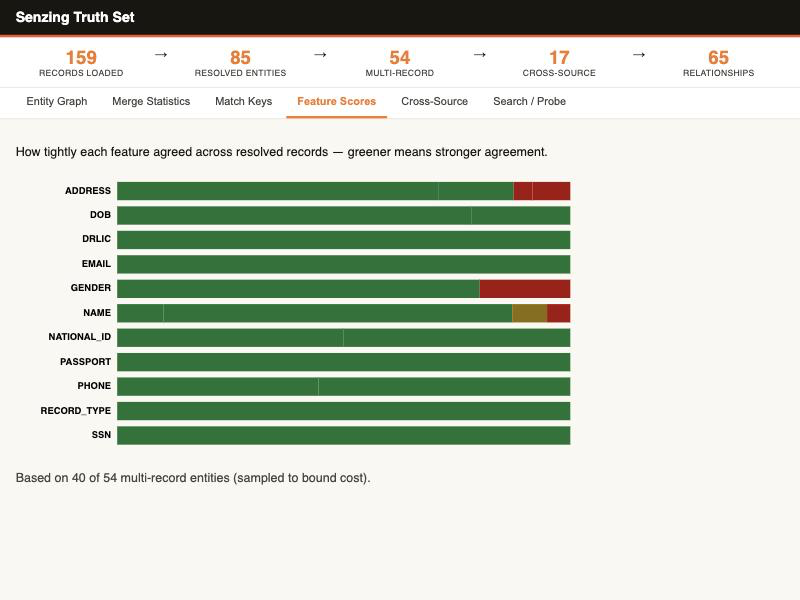 Senzing Truth Set
159 → 85 → 54 → 17 → 65
RECORDS LOADED RESOLVED ENTITIES MULTI-RECORD CROSS-SOURCE RELATIONSHIPS
Entity Graph Merge Statistics Match Keys Feature Scores Cross-Source Search / Probe
How tightly each feature agreed across resolved records — greener means stronger agreement.
ADDRESS
DOB
DRLIC
EMAIL
GENDER
NAME
NATIONAL_ID
PASSPORT
PHONE
RECORD_TYPE
SSN
Based on 40 of 54 multi-record entities (sampled to bound cost).